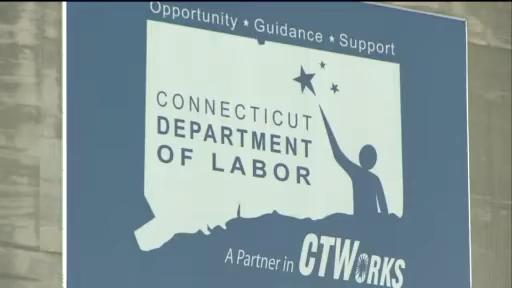 Opportunity ★ Guidance ★ Support
CONNECTICUT
DEPARTMENT
OF LABOR
A Partner in CTWORKS